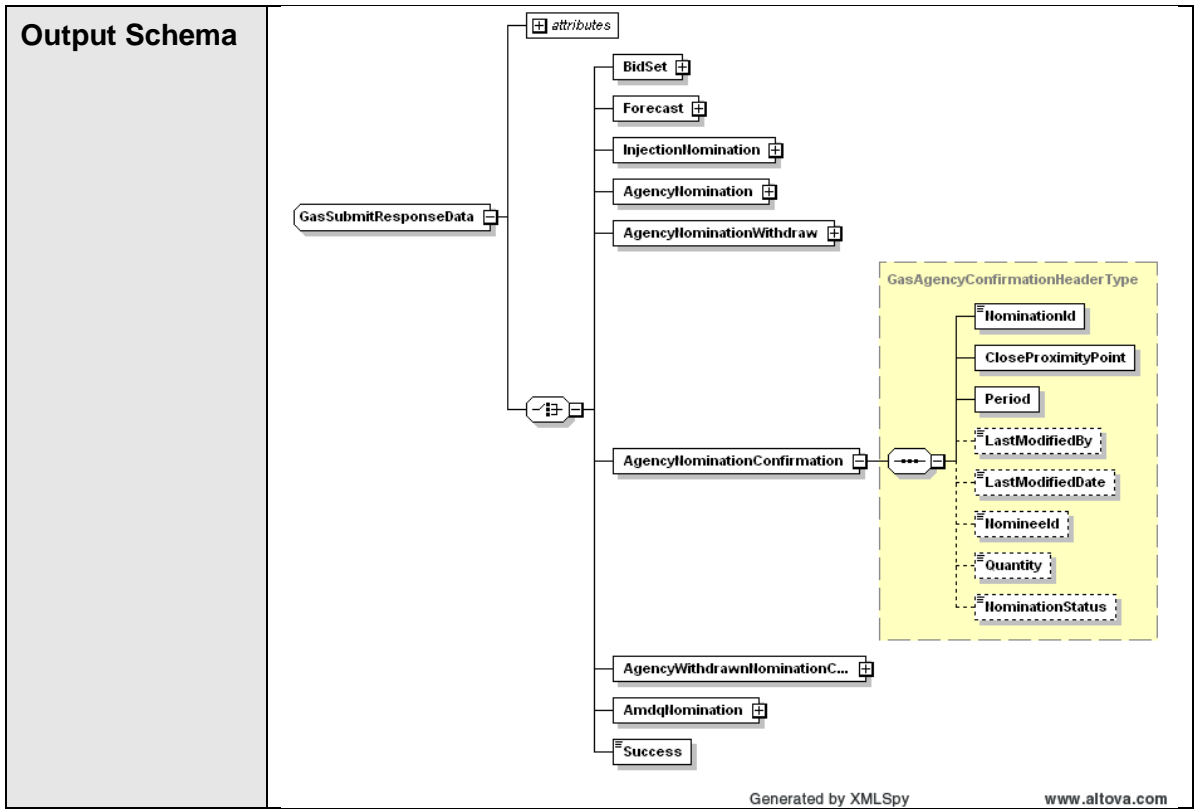 Output Schema
attributes
BidSet
Forecast
InjectionNomination
AgencyNomination
GasSubmitResponseData
AgencyNominationWithdraw
GasAgencyConfirmationHeaderType
NominationId
CloseProximityPoint
Period
LastModifiedBy
AgencyNominationConfirmation
LastModifiedDate
NomineeId
Quantity
NominationStatus
AgencyWithdrawnNominationC...
AmdqNomination
Success
Generated by XMLSpy www.altova.com